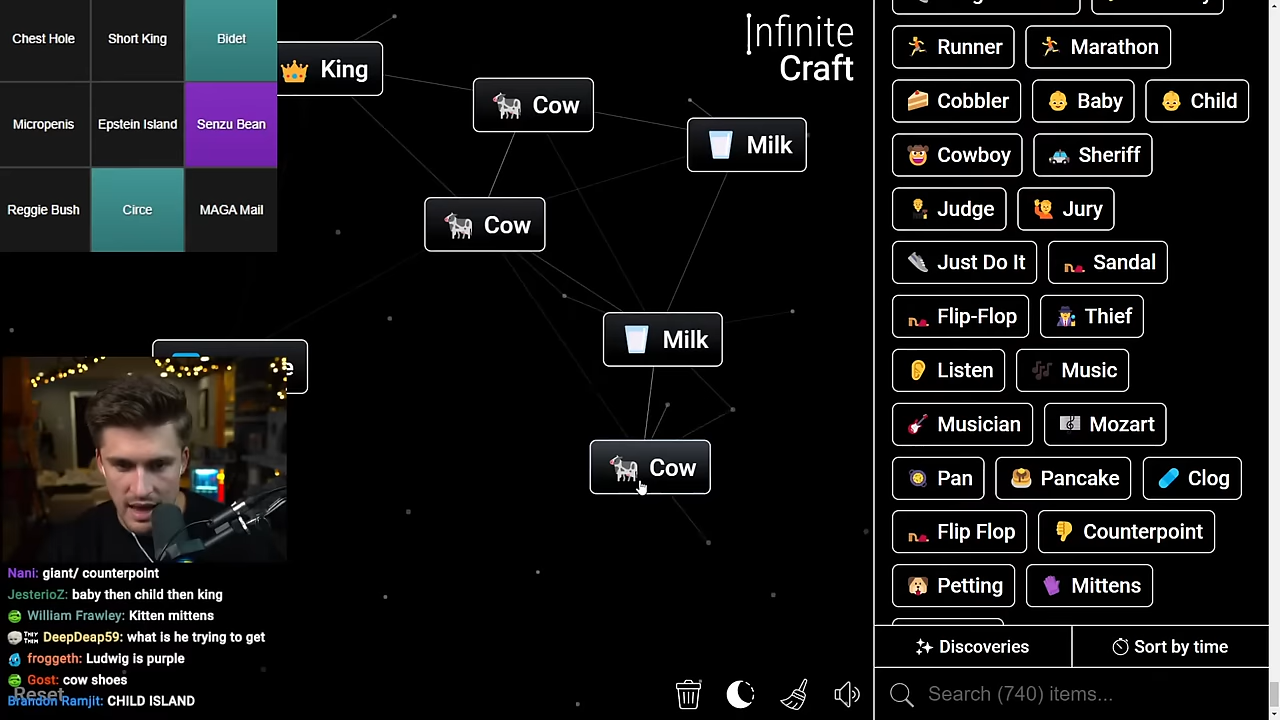 Chest Hole
Short King
Bidet
Micropenis
Epstein Island
Senzu Bean
Reggie Bush
Circe
MAGA Mail
King
Cow
Milk
Cow
Milk
Cow
Infinite
Craft
Runner
Marathon
Cobbler
Baby
Child
Cowboy
Sheriff
Judge
Jury
Just Do It
Sandal
Flip-Flop
Thief
Listen
Music
Musician
Mozart
Pan
Pancake
Clog
Flip Flop
Counterpoint
Petting
Mittens
Discoveries
Sort by time
Search (740) items...
Nani: giant/ counterpoint
JesterioZ: baby then child then king
William Frawley: Kitten mittens
DeepDeap59: what is he trying to get
froggeth: Ludwig is purple
Gost: cow shoes
Reset
Brandon Ramjit: CHILD ISLAND